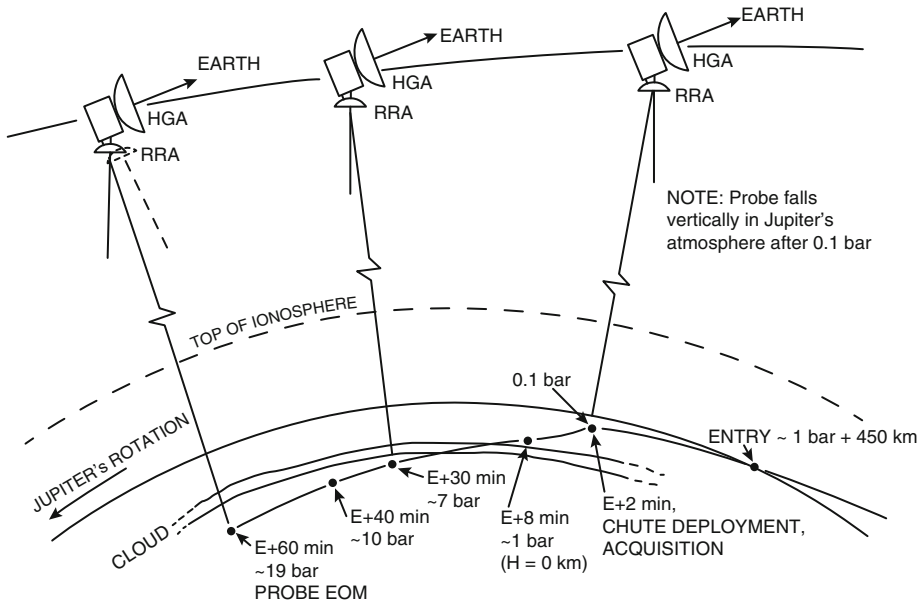 EARTH
HGA
RRA
EARTH
HGA
RRA
EARTH
HGA
RRA
NOTE: Probe falls
vertically in Jupiter's
atmosphere after 0.1 bar
TOP OF IONOSPHERE
JUPITER's ROTATION
CLOUD
0.1 bar
ENTRY ~ 1 bar + 450 km
E+60 min
~19 bar
PROBE EOM
E+40 min
~10 bar
E+30 min
~7 bar
E+8 min
~1 bar
(H = 0 km)
E+2 min,
CHUTE DEPLOYMENT,
ACQUISITION